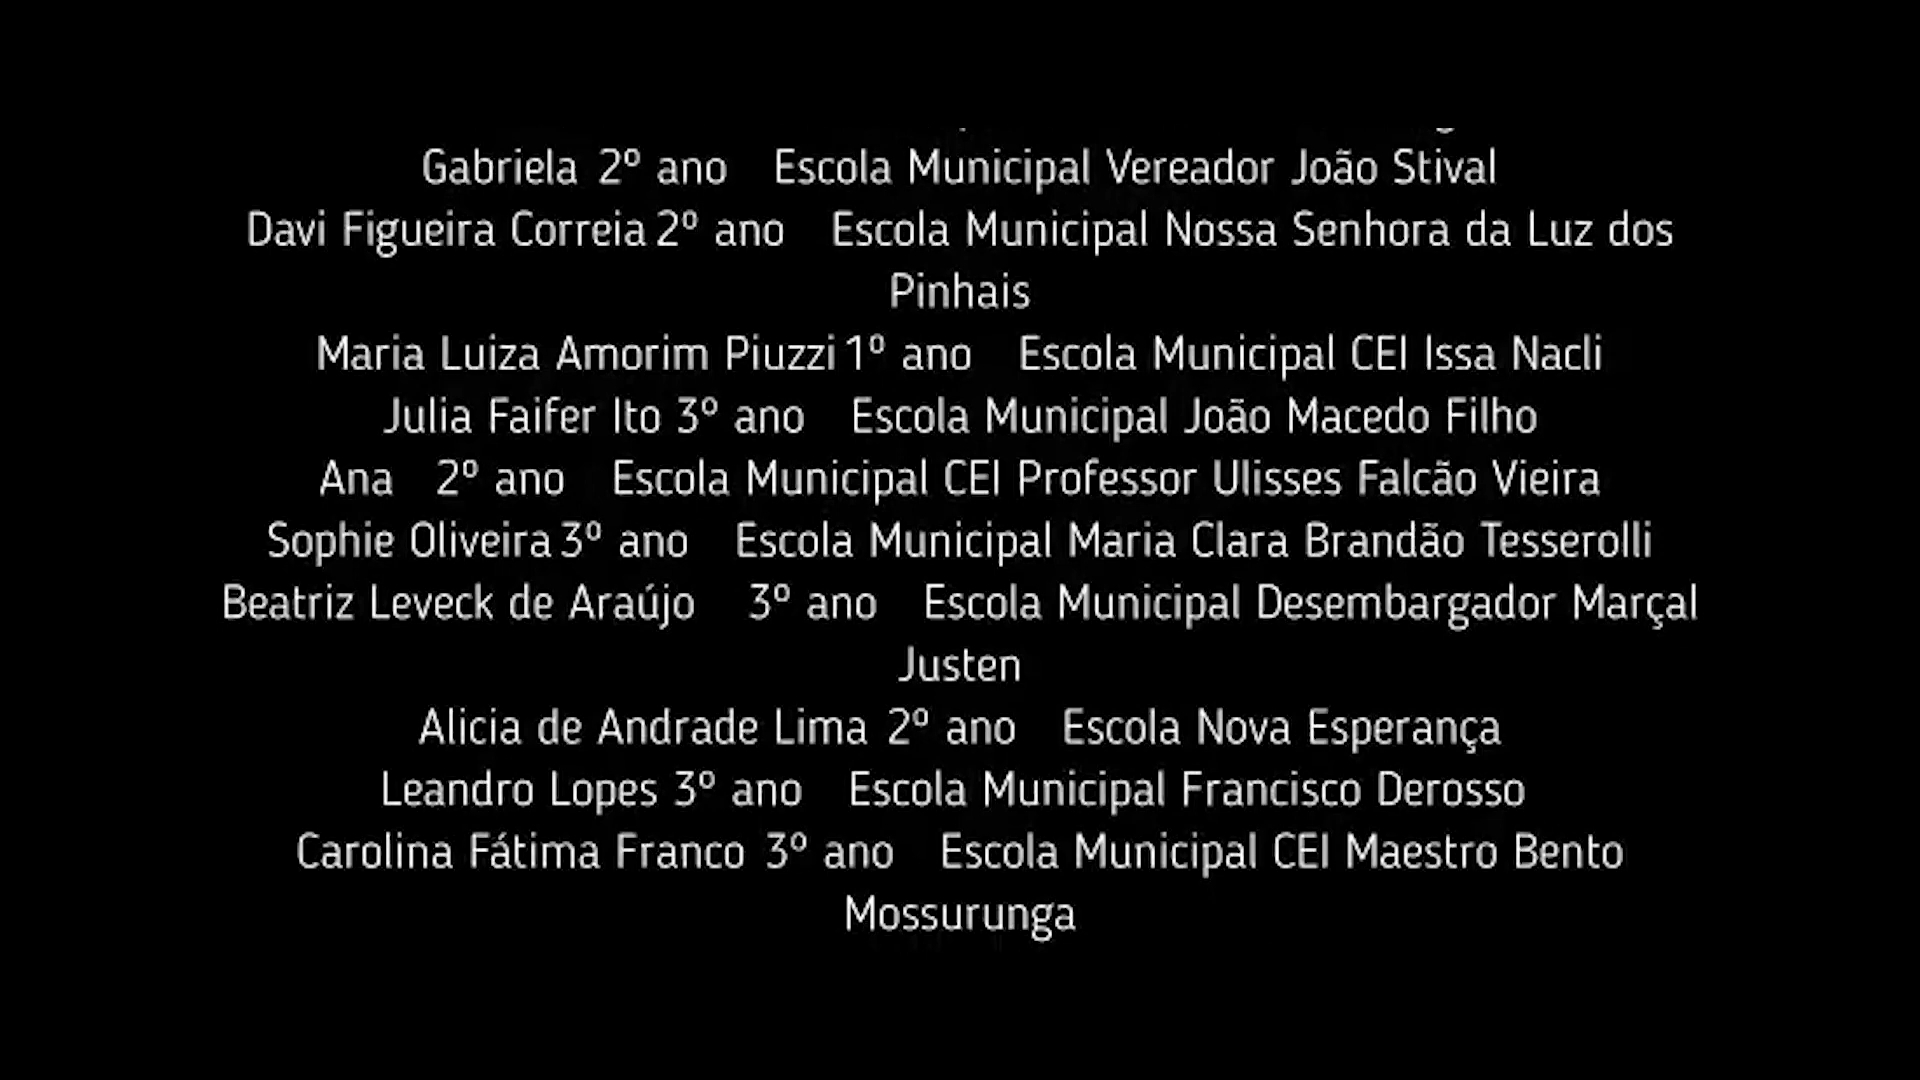 Gabriela 2º ano Escola Municipal Vereador João Stival
Davi Figueira Correia 2º ano Escola Municipal Nossa Senhora da Luz dos
Pinhais
Maria Luiza Amorim Piuzzi 1º ano Escola Municipal CEI Issa Nacli
Julia Faifer Ito 3º ano Escola Municipal João Macedo Filho
Ana 2º ano Escola Municipal CEI Professor Ulisses Falcão Vieira
Sophie Oliveira 3º ano Escola Municipal Maria Clara Brandão Tesserolli
Beatriz Leveck de Araújo 3º ano Escola Municipal Desembargador Marçal
Justen
Alicia de Andrade Lima 2º ano Escola Nova Esperança
Leandro Lopes 3º ano Escola Municipal Francisco Derosso
Carolina Fátima Franco 3º ano Escola Municipal CEI Maestro Bento
Mossurunga